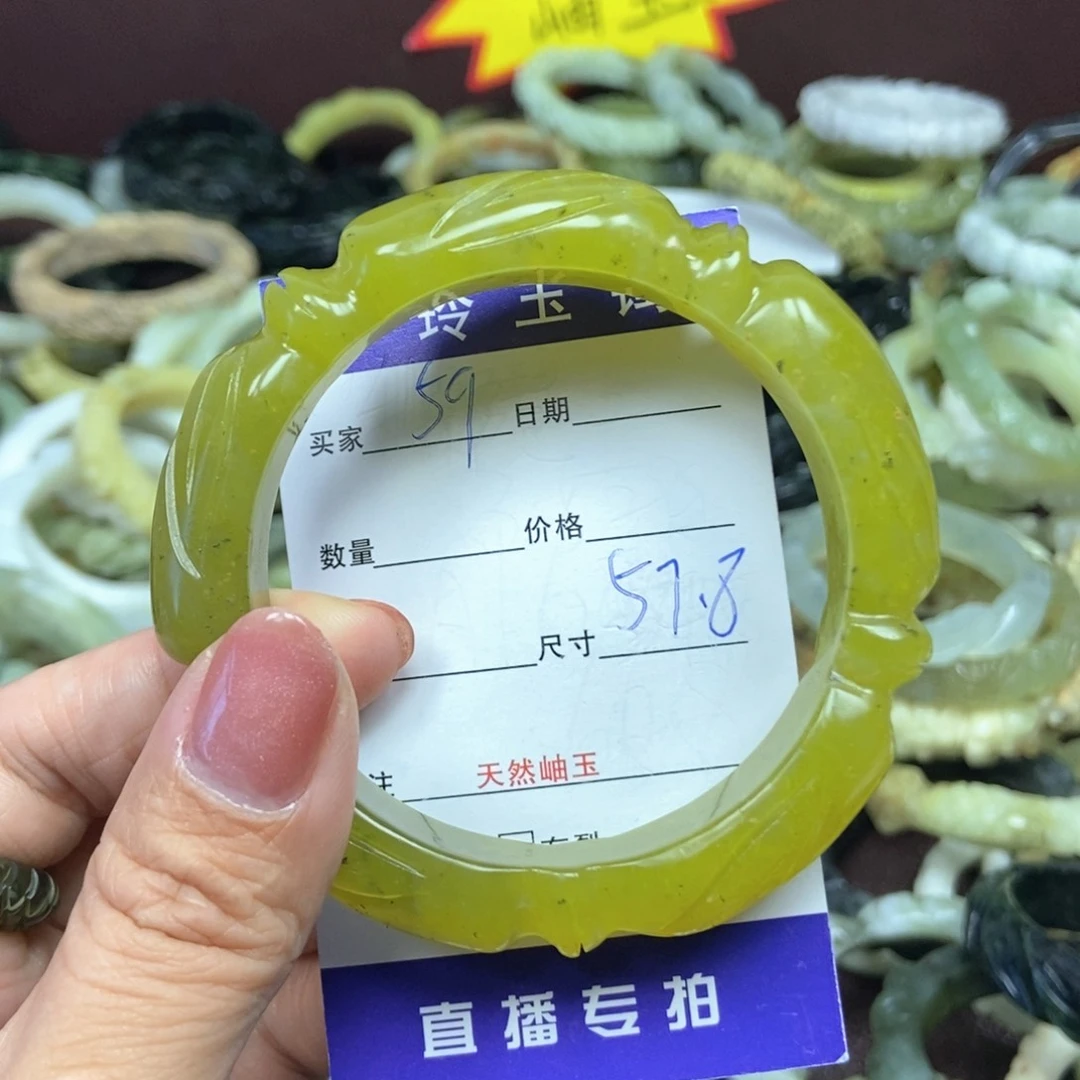 岫玉
玲玉
买家 59 日期
数量 价格
尺寸 57.8
注 天然岫玉
直播专拍